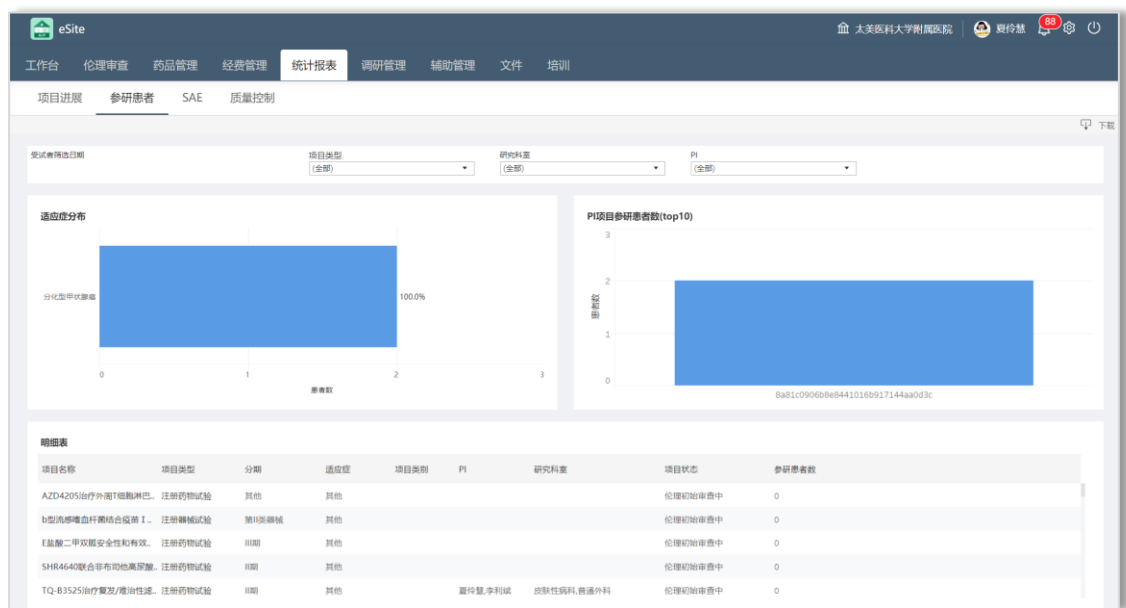 eSite 太美医科大学附属医院 夏伶慧 88
工作台 伦理审查 药品管理 经费管理 统计报表 调研管理 辅助管理 文件 培训
项目进展 参研患者 SAE 质量控制
下载
受试者筛选日期 项目类型 研究科室 PI
(全部) (全部) (全部)
适应症分布
分化型甲状腺癌
100.0%
0 1 2 3
患者数
PI项目参研患者数(top10)
3
2
1
0
患者数
8a81c0906b8e8441016b917144aa0d3c
明细表
项目名称 项目类型 分期 适应症 项目类别 PI 研究科室 项目状态 参研患者数
AZD4205治疗外周T细胞淋巴... 注册药物试验 其他 其他 伦理初始审查中 0
b型流感嗜血杆菌结合疫苗 I ... 注册器械试验 第II类器械 其他 伦理初始审查中 0
E盐酸二甲双胍安全性和有效... 注册药物试验 III期 其他 伦理初始审查中 0
SHR4640联合非布司他高尿酸... 注册药物试验 II期 其他 伦理初始审查中 0
TQ-B3525治疗复发/难治性滤... 注册药物试验 II期 其他 夏伶慧,李利斌 皮肤性病科,普通外科 伦理初始审查中 0